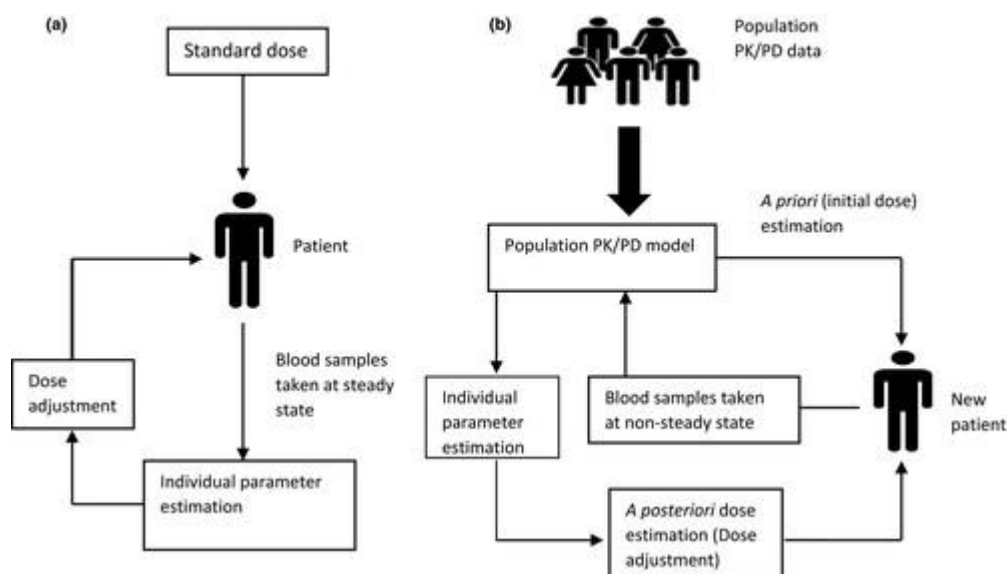 (a)
Standard dose
Patient
Blood samples
taken at steady
state
Dose
adjustment
Individual parameter
estimation
(b)
Population
PK/PD data
A priori (initial dose)
estimation
Population PK/PD model
Individual
parameter
estimation
Blood samples taken
at non-steady state
New
patient
A posteriori dose
estimation (Dose
adjustment)